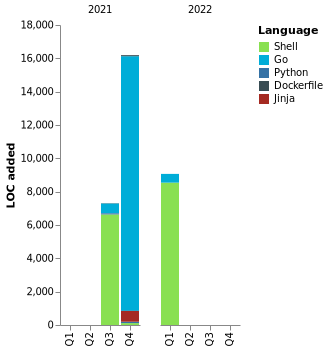 2021 2022
18,000
16,000
14,000
12,000
10,000
8,000
6,000
4,000
2,000
0
LOC added
Q1 Q2 Q3 Q4 Q1 Q2 Q3 Q4
Language
Shell
Go
Python
Dockerfile
Jinja